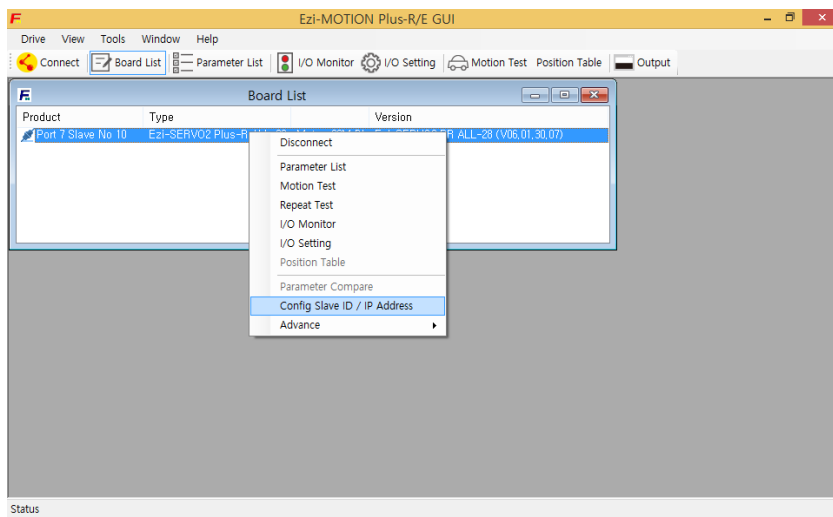 Ezi-MOTION Plus-R/E GUI
Drive View Tools Window Help
Connect Board List Parameter List I/O Monitor I/O Setting Motion Test Position Table Output
Board List
Product Type Version
Port 7 Slave No 10 Ezi-SERVO2 Plus-R ALL-28 (V06,01,30,07)
Disconnect
Parameter List
Motion Test
Repeat Test
I/O Monitor
I/O Setting
Position Table
Parameter Compare
Config Slave ID / IP Address
Advance
Status